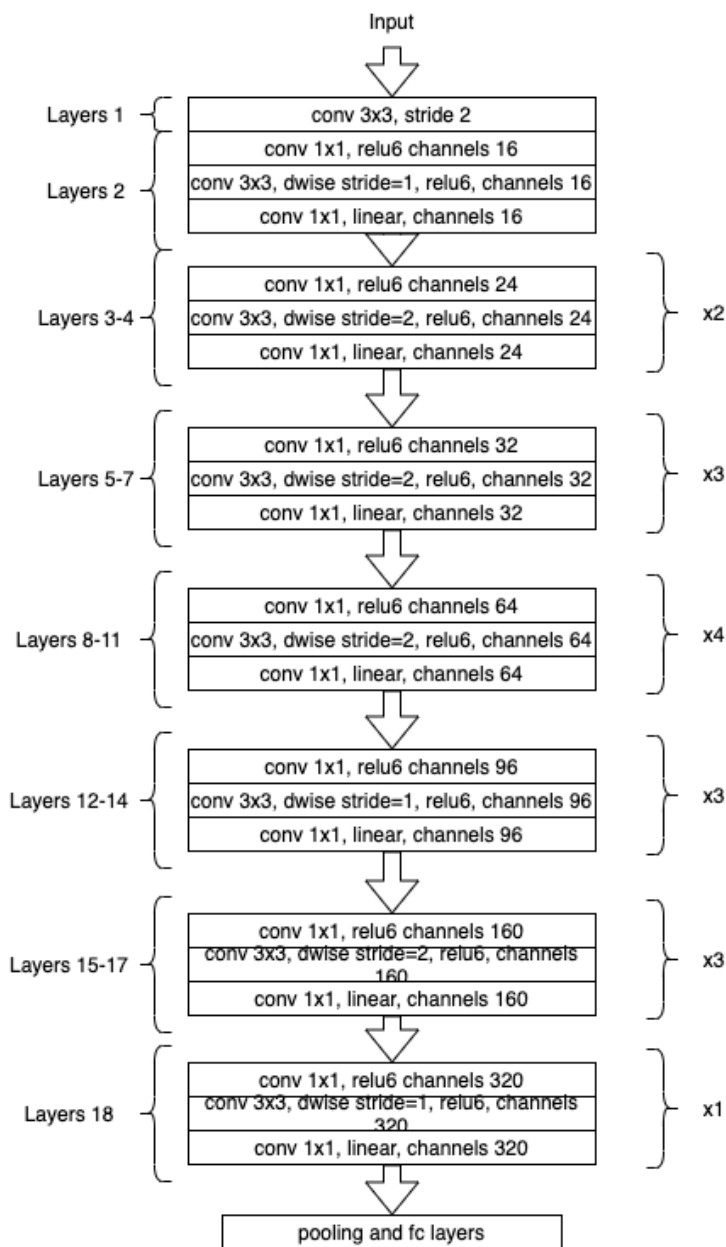 Input
Layers 1
conv 3x3, stride 2
Layers 2
conv 1x1, relu6 channels 16
conv 3x3, dwise stride=1, relu6, channels 16
conv 1x1, linear, channels 16
Layers 3-4
conv 1x1, relu6 channels 24
conv 3x3, dwise stride=2, relu6, channels 24
conv 1x1, linear, channels 24
x2
Layers 5-7
conv 1x1, relu6 channels 32
conv 3x3, dwise stride=2, relu6, channels 32
conv 1x1, linear, channels 32
x3
Layers 8-11
conv 1x1, relu6 channels 64
conv 3x3, dwise stride=2, relu6, channels 64
conv 1x1, linear, channels 64
x4
Layers 12-14
conv 1x1, relu6 channels 96
conv 3x3, dwise stride=1, relu6, channels 96
conv 1x1, linear, channels 96
x3
Layers 15-17
conv 1x1, relu6 channels 160
conv 3x3, dwise stride=2, relu6, channels
160
conv 1x1, linear, channels 160
x3
Layers 18
conv 1x1, relu6 channels 320
conv 3x3, dwise stride=1, relu6, channels
320
conv 1x1, linear, channels 320
x1
pooling and fc layers